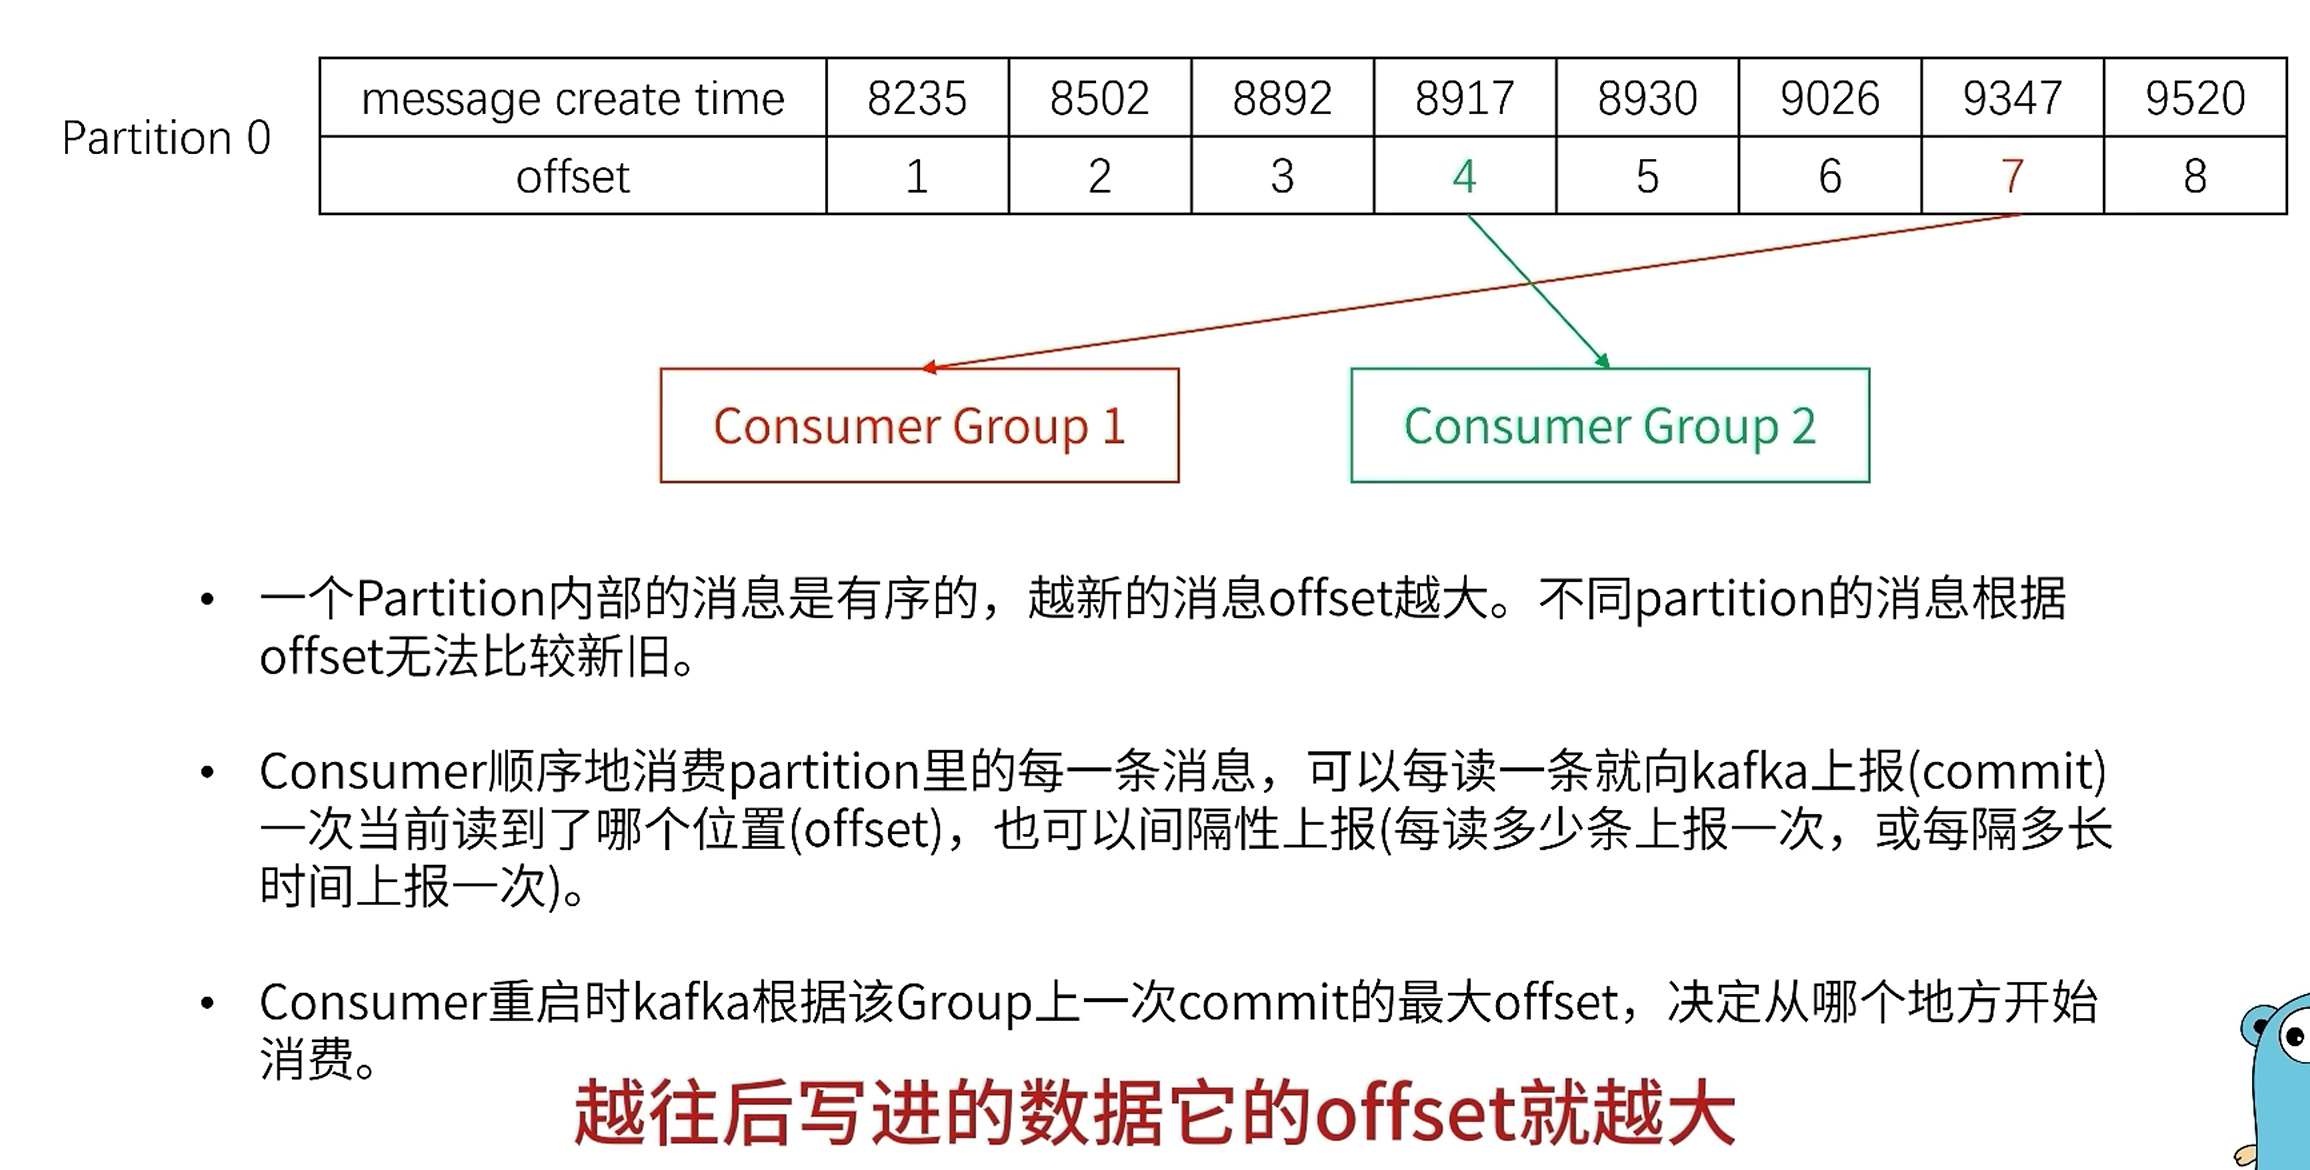 message create time 8235 8502 8892 8917 8930 9026 9347 9520
Partition 0
offset 1 2 3 4 5 6 7 8
Consumer Group 1
Consumer Group 2
• 一个Partition内部的消息是有序的，越新的消息offset越大。不同partition的消息根据
offset无法比较新旧。
• Consumer顺序地消费partition里的每一条消息，可以每读一条就向kafka上报(commit)
一次当前读到了哪个位置(offset)，也可以间隔性上报(每读多少条上报一次，或每隔多长
时间上报一次)。
• Consumer重启时kafka根据该Group上一次commit的最大offset，决定从哪个地方开始
消费。
越往后写进的数据它的offset就越大